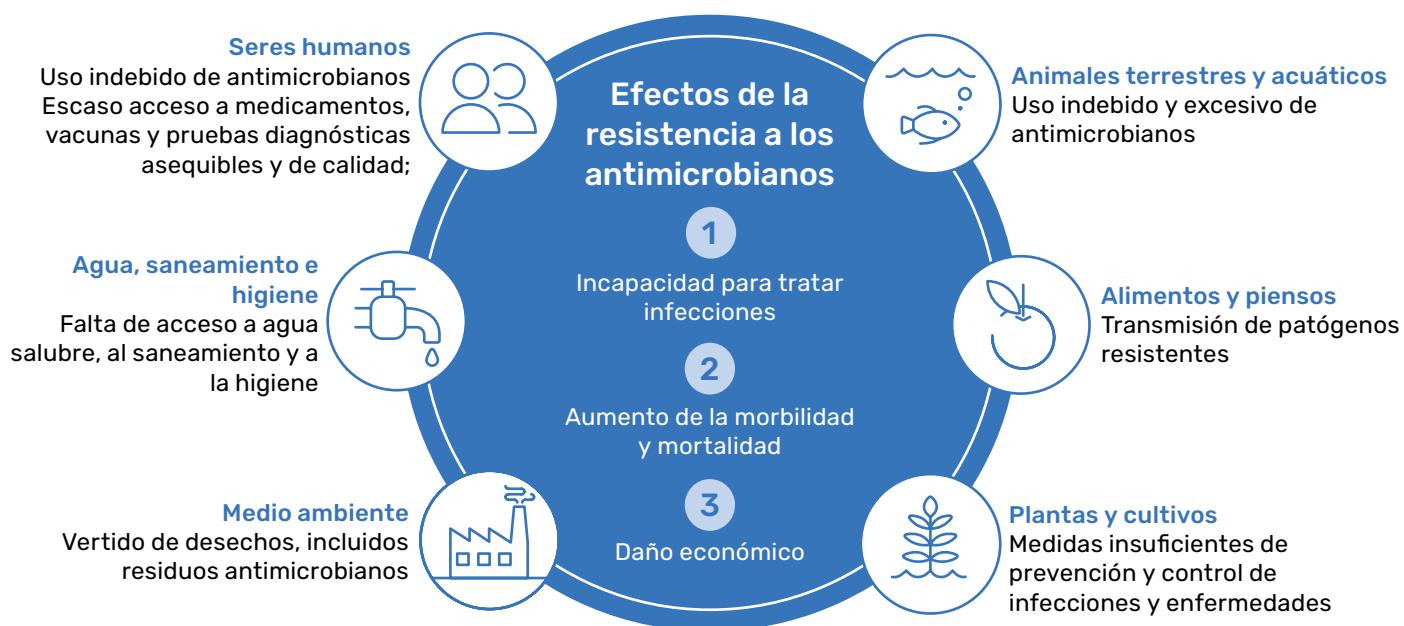 Seres humanos
Uso indebido de antimicrobianos
Escaso acceso a medicamentos,
vacunas y pruebas diagnósticas
asequibles y de calidad;
Agua, saneamiento e
higiene
Falta de acceso a agua
salubre, al saneamiento y a
la higiene
Medio ambiente
Vertido de desechos, incluidos
residuos antimicrobianos
Efectos de la
resistencia a los
antimicrobianos
1
Incapacidad para tratar
infecciones
2
Aumento de la morbilidad
y mortalidad
3
Daño económico
Animales terrestres y acuáticos
Uso indebido y excesivo de
antimicrobianos
Alimentos y piensos
Transmisión de patógenos
resistentes
Plantas y cultivos
Medidas insuficientes de
prevención y control de
infecciones y enfermedades